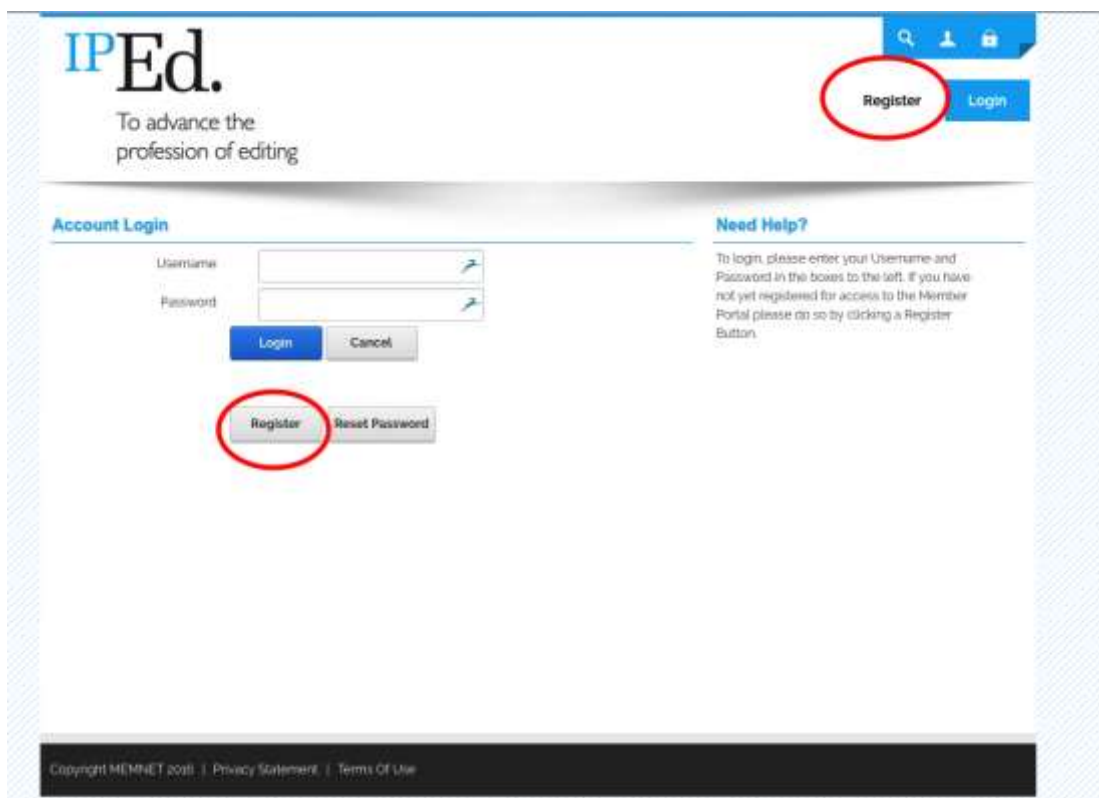 IPEd.
To advance the
profession of editing
Register
Login
Account Login
Need Help?
Username
Password
Login
Cancel
Register
Reset Password
To login, please enter your Username and
Password in the boxes to the left. If you have
not yet registered for access to the Member
Portal please do so by clicking a Register
Button.
Copyright MEMNET 2016 | Privacy Statement | Terms Of Use